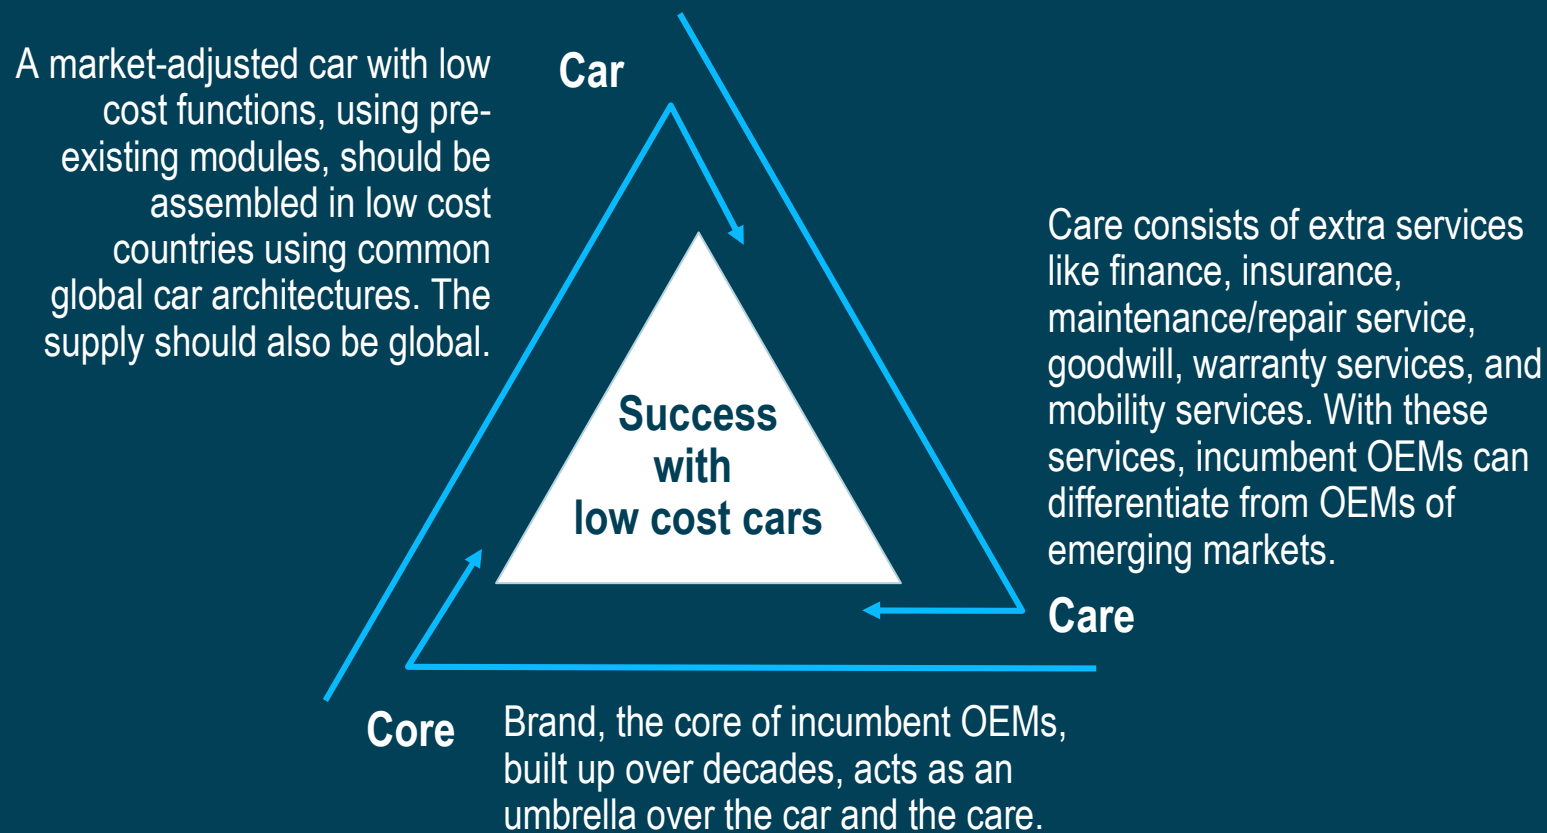 Car
A market-adjusted car with low
cost functions, using pre-
existing modules, should be
assembled in low cost
countries using common
global car architectures. The
supply should also be global.
Success
with
low cost cars
Care consists of extra services
like finance, insurance,
maintenance/repair service,
goodwill, warranty services, and
mobility services. With these
services, incumbent OEMs can
differentiate from OEMs of
emerging markets.
Care
Core
Brand, the core of incumbent OEMs,
built up over decades, acts as an
umbrella over the car and the care.